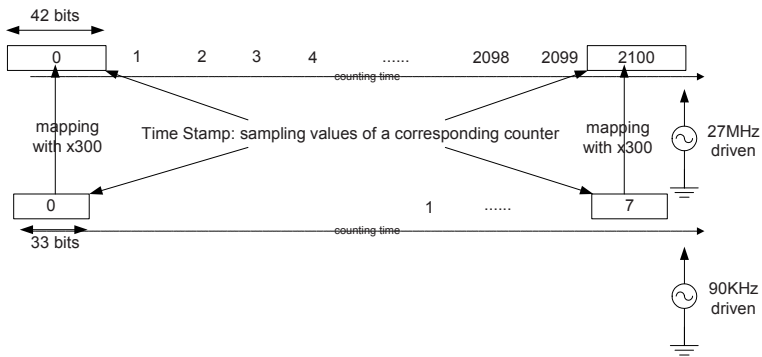 42 bits
0 1 2 3 4 ...... 2098 2099 2100
counting time
mapping
with x300
Time Stamp: sampling values of a corresponding counter
mapping
with x300
27MHz
driven
0 1 ...... 7
33 bits
counting time
90KHz
driven